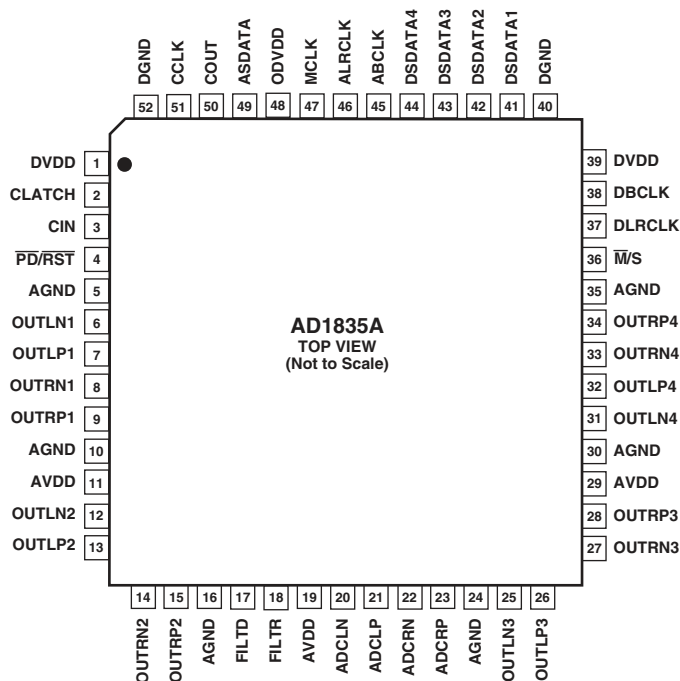 DGND
CCLK
COUT
ASDATA
ODVDD
MCLK
ALRCLK
ABCLK
DSDATA4
DSDATA3
DSDATA2
DSDATA1
DGND
52 51 50 49 48 47 46 45 44 43 42 41 40
DVDD 1
CLATCH 2
CIN 3
PD/RST 4
AGND 5
OUTLN1 6
OUTLP1 7
OUTRN1 8
OUTRP1 9
AGND 10
AVDD 11
OUTLN2 12
OUTLP2 13
AD1835A
TOP VIEW
(Not to Scale)
39 DVDD
38 DBCLK
37 DLRCLK
36 M/S
35 AGND
34 OUTRP4
33 OUTRN4
32 OUTLP4
31 OUTLN4
30 AGND
29 AVDD
28 OUTRP3
27 OUTRN3
14 15 16 17 18 19 20 21 22 23 24 25 26
OUTRN2
OUTRP2
AGND
FILTD
FILTR
AVDD
ADCLN
ADCLP
ADCRN
ADCRP
AGND
OUTLN3
OUTLP3